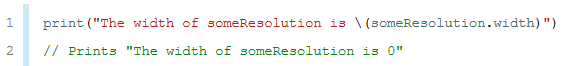 1 print("The width of someResolution is \(someResolution.width)")
2 // Prints "The width of someResolution is 0"